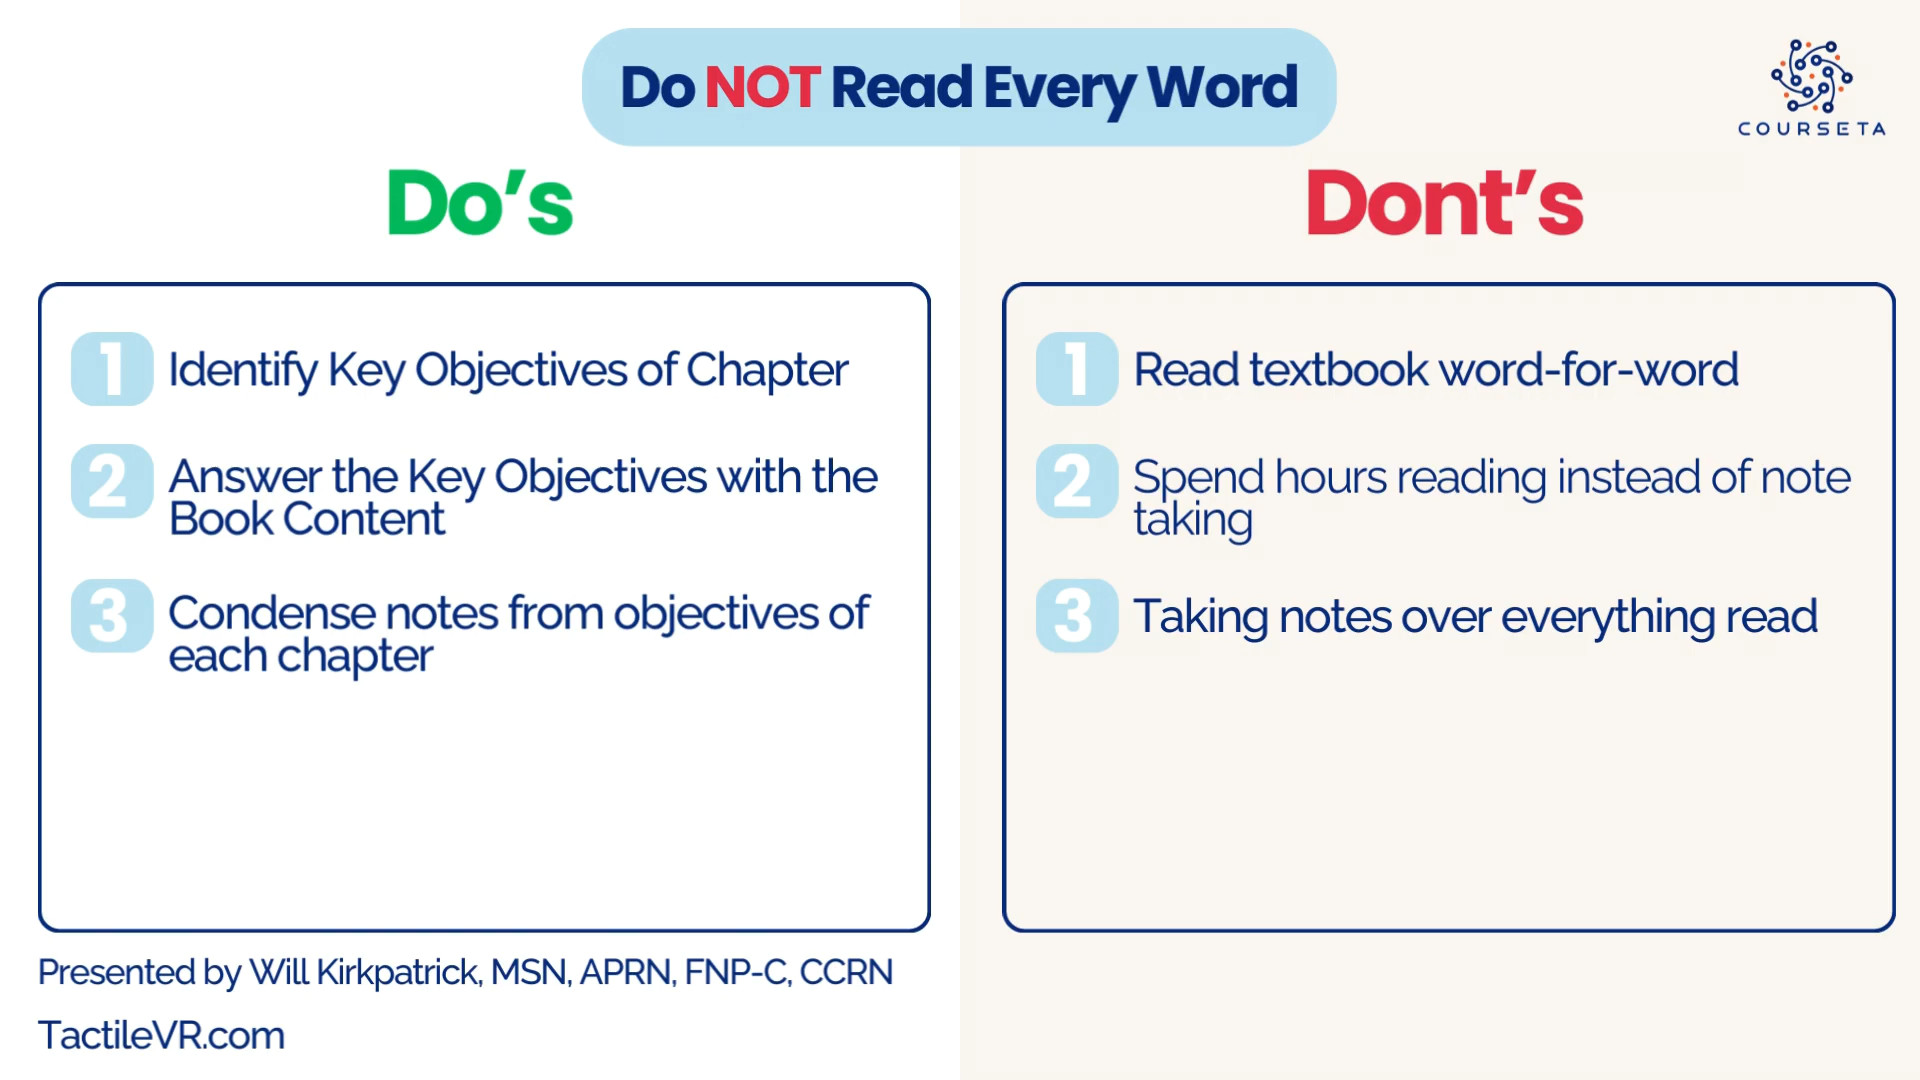 Do NOT Read Every Word
COURSETA
Do’s
1 Identify Key Objectives of Chapter
2 Answer the Key Objectives with the
Book Content
3 Condense notes from objectives of
each chapter
Dont’s
1 Read textbook word-for-word
2 Spend hours reading instead of note
taking
3 Taking notes over everything read
Presented by Will Kirkpatrick, MSN, APRN, FNP-C, CCRN
TactileVR.com